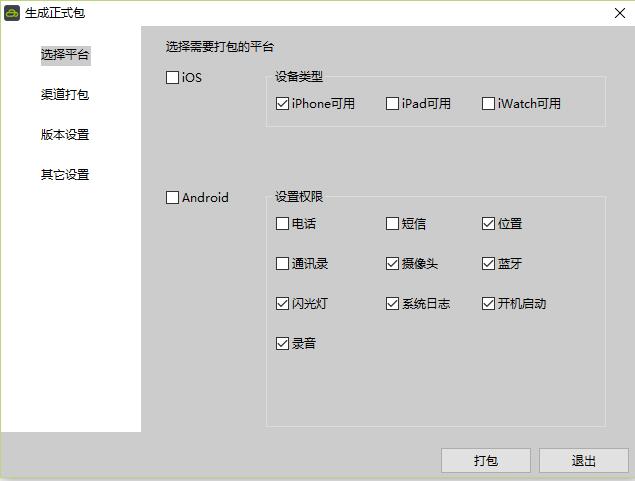 生成正式包
选择平台
渠道打包
版本设置
其它设置
选择需要打包的平台
iOS
设备类型
iPhone可用 iPad可用 iWatch可用
Android
设置权限
电话 短信 位置
通讯录 摄像头 蓝牙
闪光灯 系统日志 开机启动
录音
打包 退出